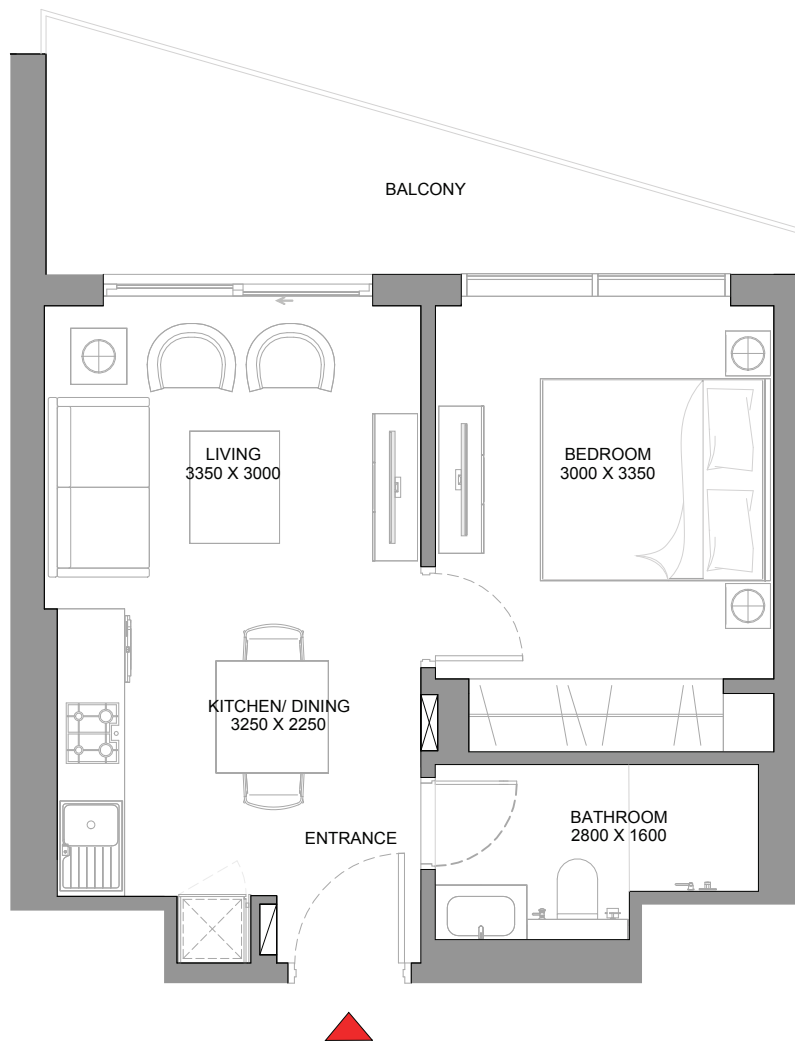 BALCONY
LIVING
3350 X 3000
BEDROOM
3000 X 3350
KITCHEN/ DINING
3250 X 2250
ENTRANCE
BATHROOM
2800 X 1600